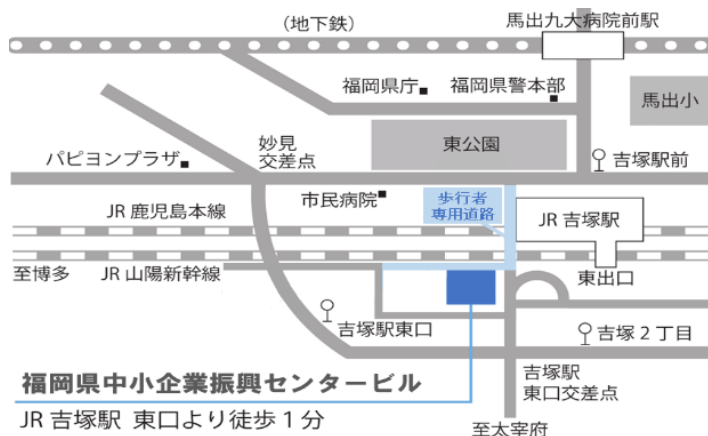 （地下鉄）
馬出九大病院前駅
福岡県庁
福岡県警本部
馬出小
パピヨンプラザ
妙見
交差点
東公園
吉塚駅前
市民病院
歩行者
専用道路
JR 鹿児島本線
JR 吉塚駅
至博多
JR 山陽新幹線
東出口
吉塚駅東口
吉塚２丁目
福岡県中小企業振興センタービル
吉塚駅
東口交差点
JR 吉塚駅 東口より徒歩１分
至太宰府